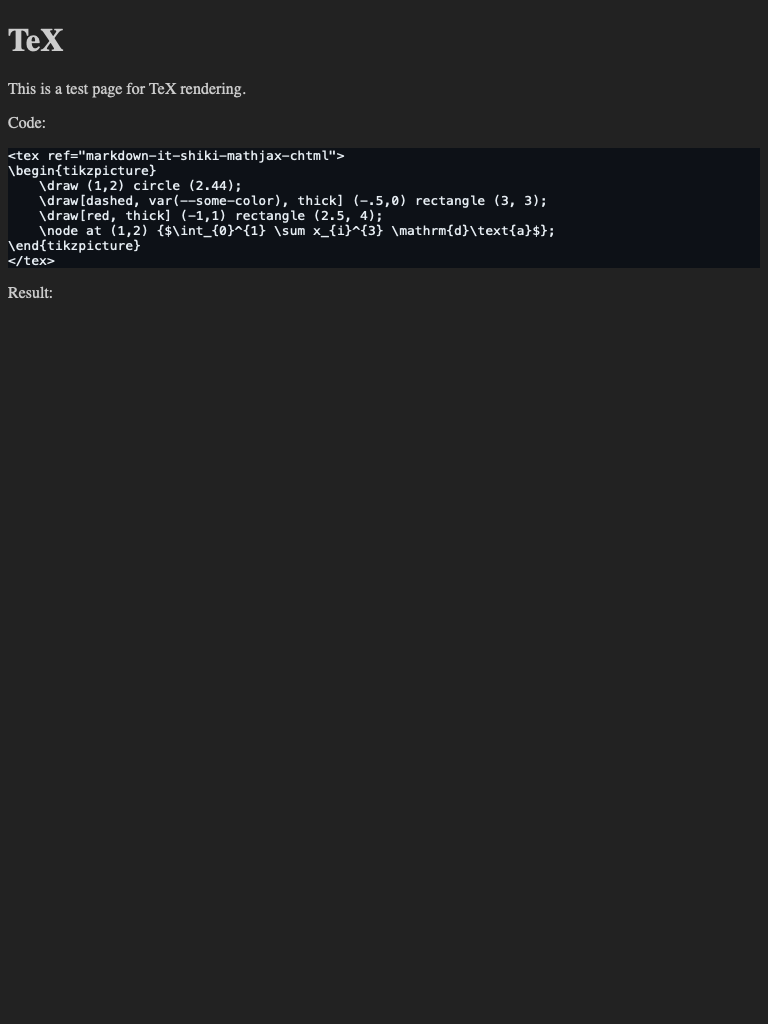 TeX
This is a test page for TeX rendering.
Code:
<tex ref="markdown-it-shiki-mathjax-chtml">
\begin{tikzpicture}
    \draw (1,2) circle (2.44);
    \draw[dashed, var(--some-color), thick] (-.5,0) rectangle (3, 3);
    \draw[red, thick] (-1,1) rectangle (2.5, 4);
    \node at (1,2) {$\int_{0}^{1} \sum x_{i}^{3} \mathrm{d}\text{a}$};
\end{tikzpicture}
</tex>
Result: